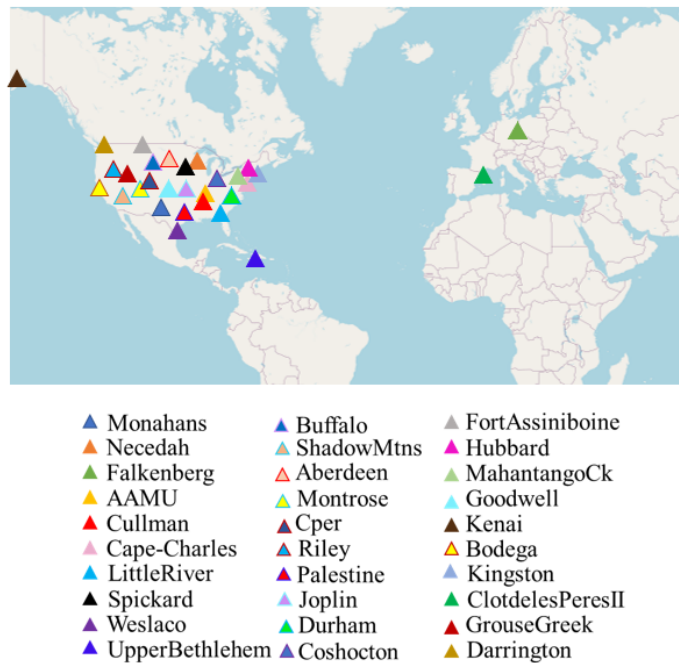 Monahans Buffalo FortAssiniboine
Necedah ShadowMtns Hubbard
Falkenberg Aberdeen MahantangoCk
AAMU Montrose Goodwell
Cullman Cper Kenai
Cape-Charles Riley Bodega
LittleRiver Palestine Kingston
Spickard Joplin ClotdelesPeresII
Weslaco Durham GrouseGreek
UpperBethlehem Coshocton Darrington